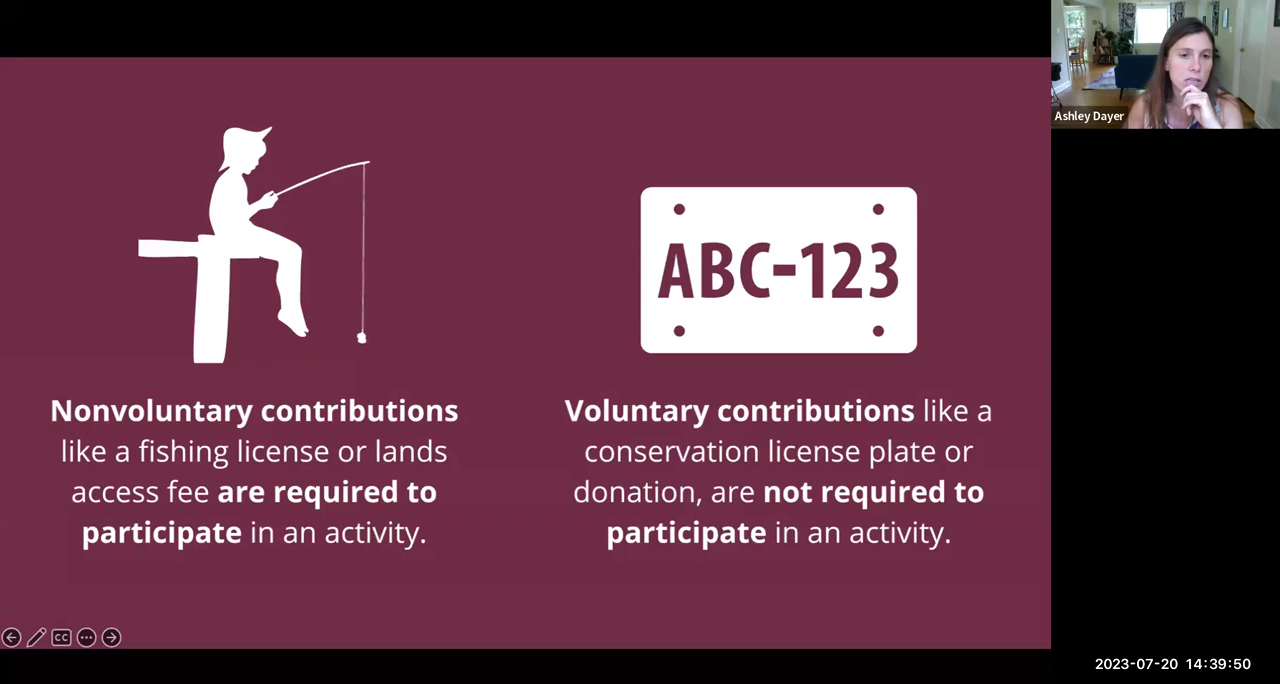 Ashley Dayer
ABC-123
Nonvoluntary contributions
like a fishing license or lands
access fee are required to
participate in an activity.
Voluntary contributions like a
conservation license plate or
donation, are not required to
participate in an activity.
CC
2023-07-20 14:39:50